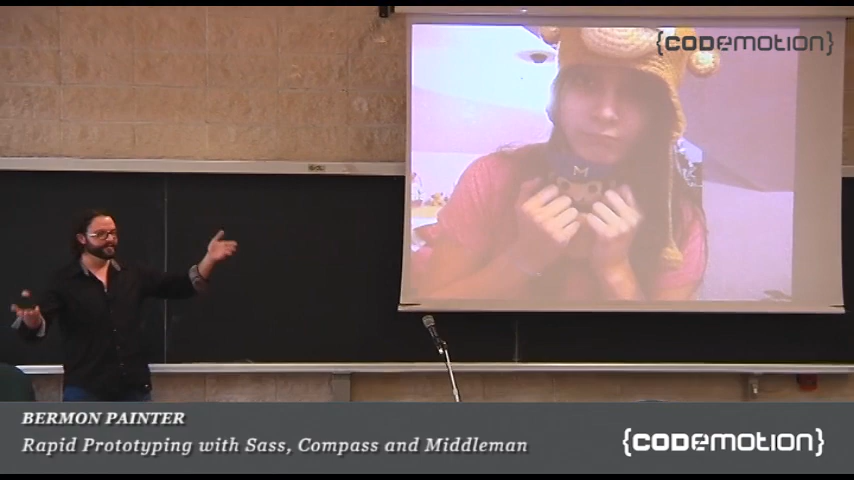 {CODEMOTION}
M
BERMON PAINTER
Rapid Prototyping with Sass, Compass and Middleman
{CODEMOTION}